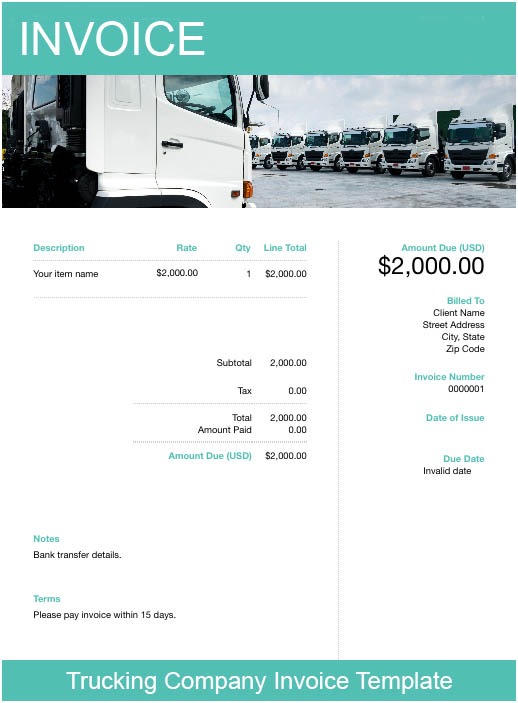 INVOICE
Description Rate Qty Line Total
Your item name $2,000.00 1 $2,000.00
Subtotal 2,000.00
Tax 0.00
Total 2,000.00
Amount Paid 0.00
Amount Due (USD) $2,000.00
Notes
Bank transfer details.
Terms
Please pay invoice within 15 days.
Amount Due (USD)
$2,000.00
Billed To
Client Name
Street Address
City, State
Zip Code
Invoice Number
0000001
Date of Issue
Due Date
Invalid date
Trucking Company Invoice Template